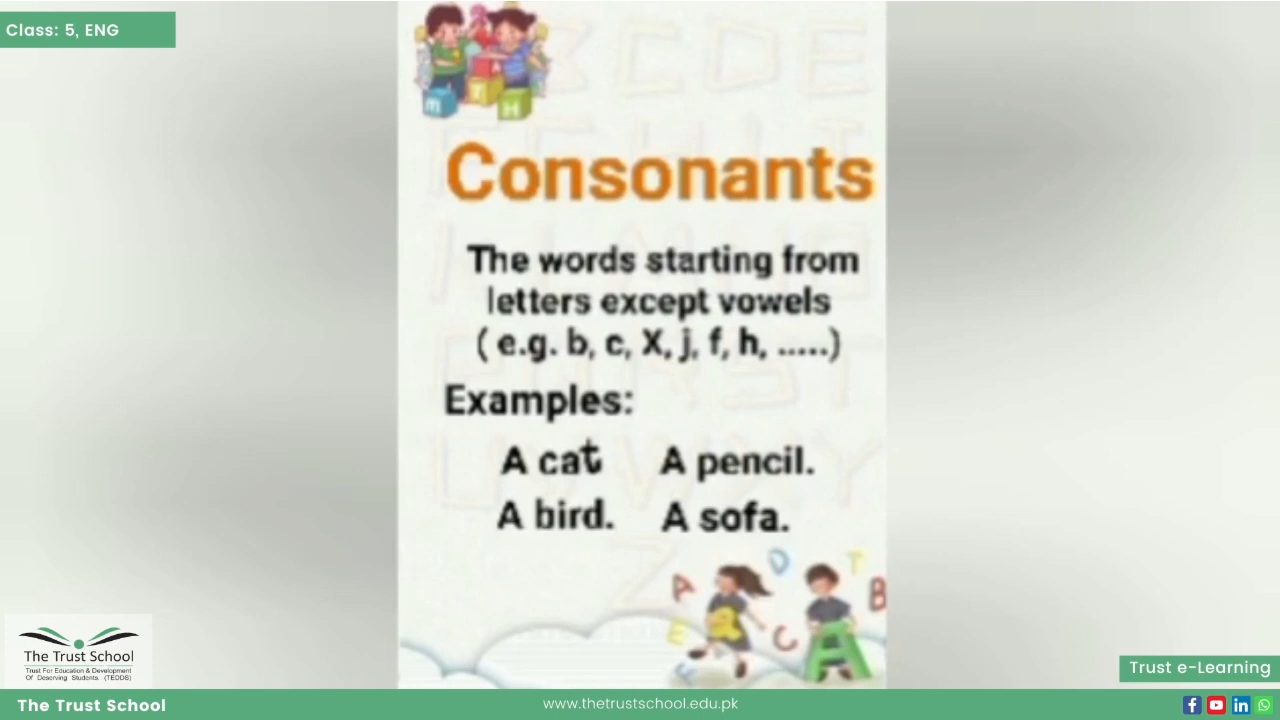 Class: 5, ENG
Consonants
The words starting from
letters except vowels
( e.g. b, c, X, j, f, h, .....)
Examples:
A cat A pencil.
A bird. A sofa.
The Trust School
Trust For Education & Development
Of Deserving Students. (TEDDS)
Trust e-Learning
The Trust School
www.thetrustschool.edu.pk